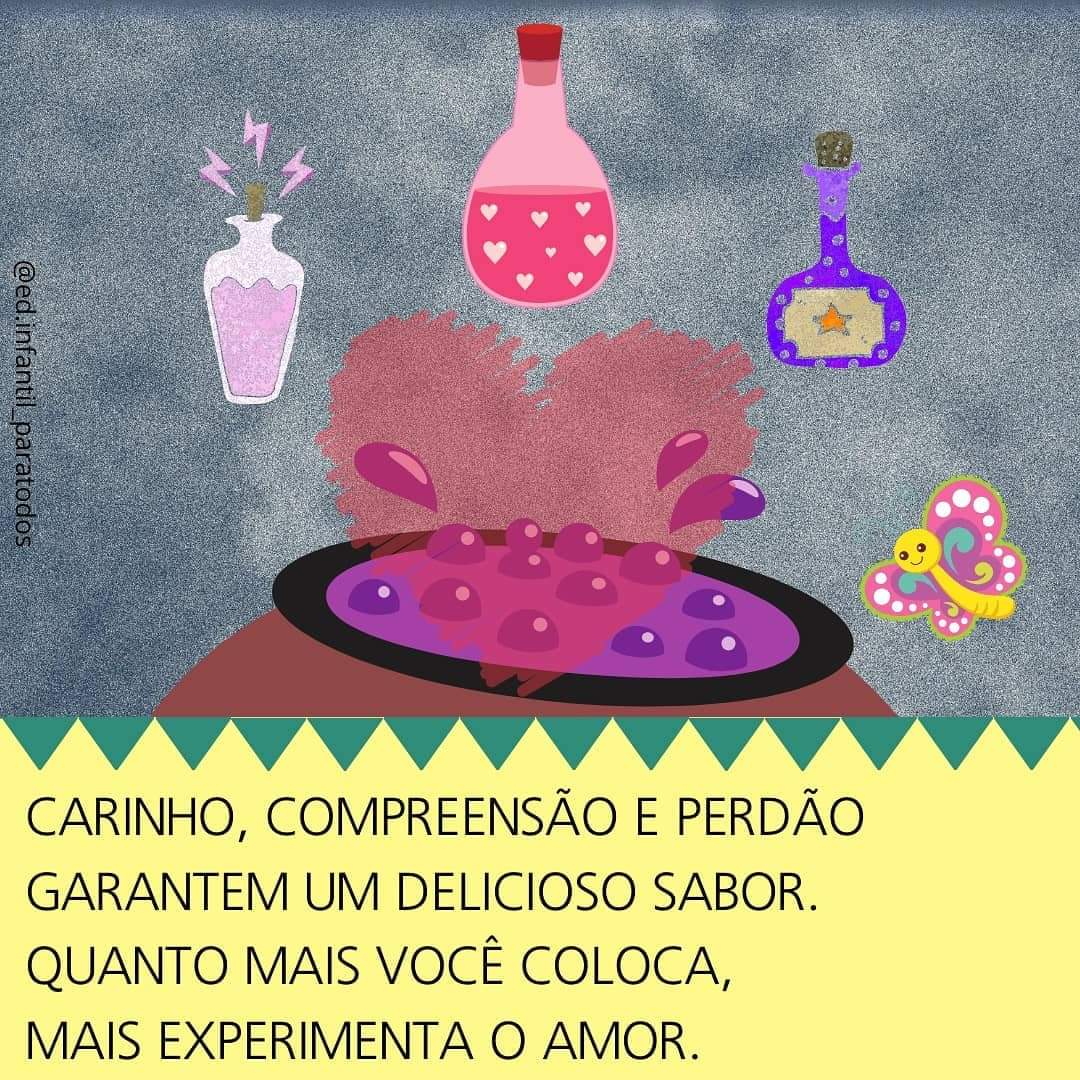 @ed.infantil_paratodos
CARINHO, COMPREENSÃO E PERDÃO
GARANTEM UM DELICIOSO SABOR.
QUANTO MAIS VOCÊ COLOCA,
MAIS EXPERIMENTA O AMOR.